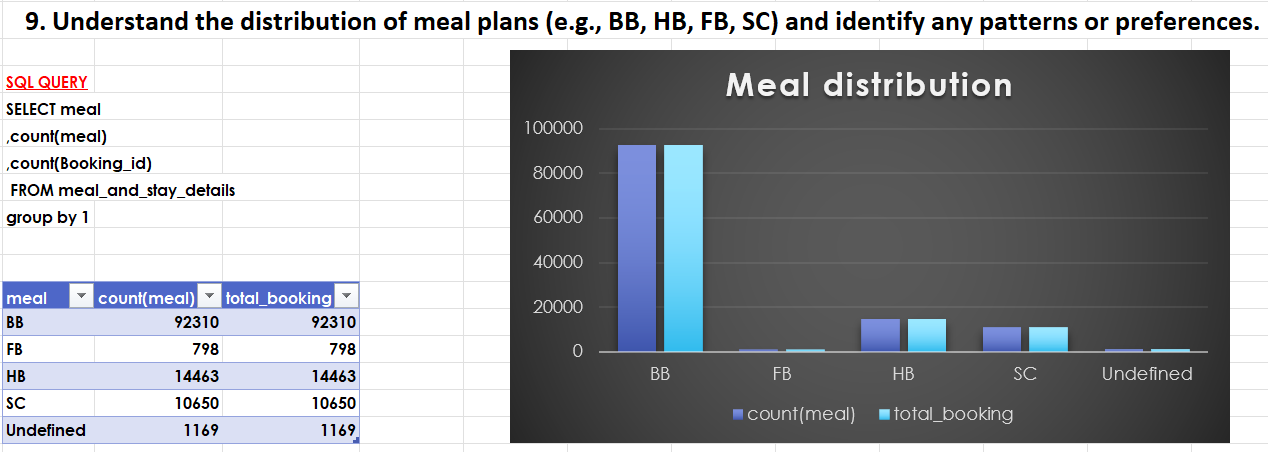 9. Understand the distribution of meal plans (e.g., BB, HB, FB, SC) and identify any patterns or preferences.
SQL QUERY
SELECT meal
,count(meal)
,count(Booking_id)
FROM meal_and_stay_details
group by 1
meal count(meal) total_booking
BB 92310 92310
FB 798 798
HB 14463 14463
SC 10650 10650
Undefined 1169 1169
Meal distribution
100000
80000
60000
40000
20000
0
BB FB HB SC Undefined
count(meal) total_booking